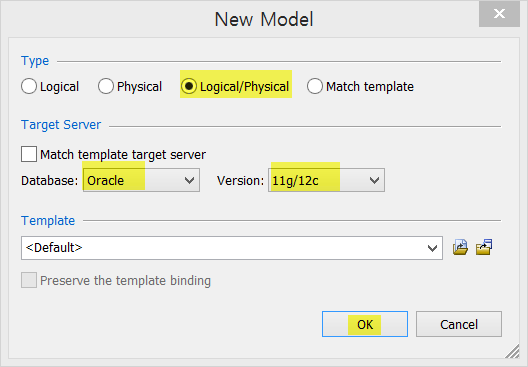 New Model
Type
Logical Physical Logical/Physical Match template
Target Server
Match template target server
Database: Oracle Version: 11g/12c
Template
<Default>
Preserve the template binding
OK Cancel